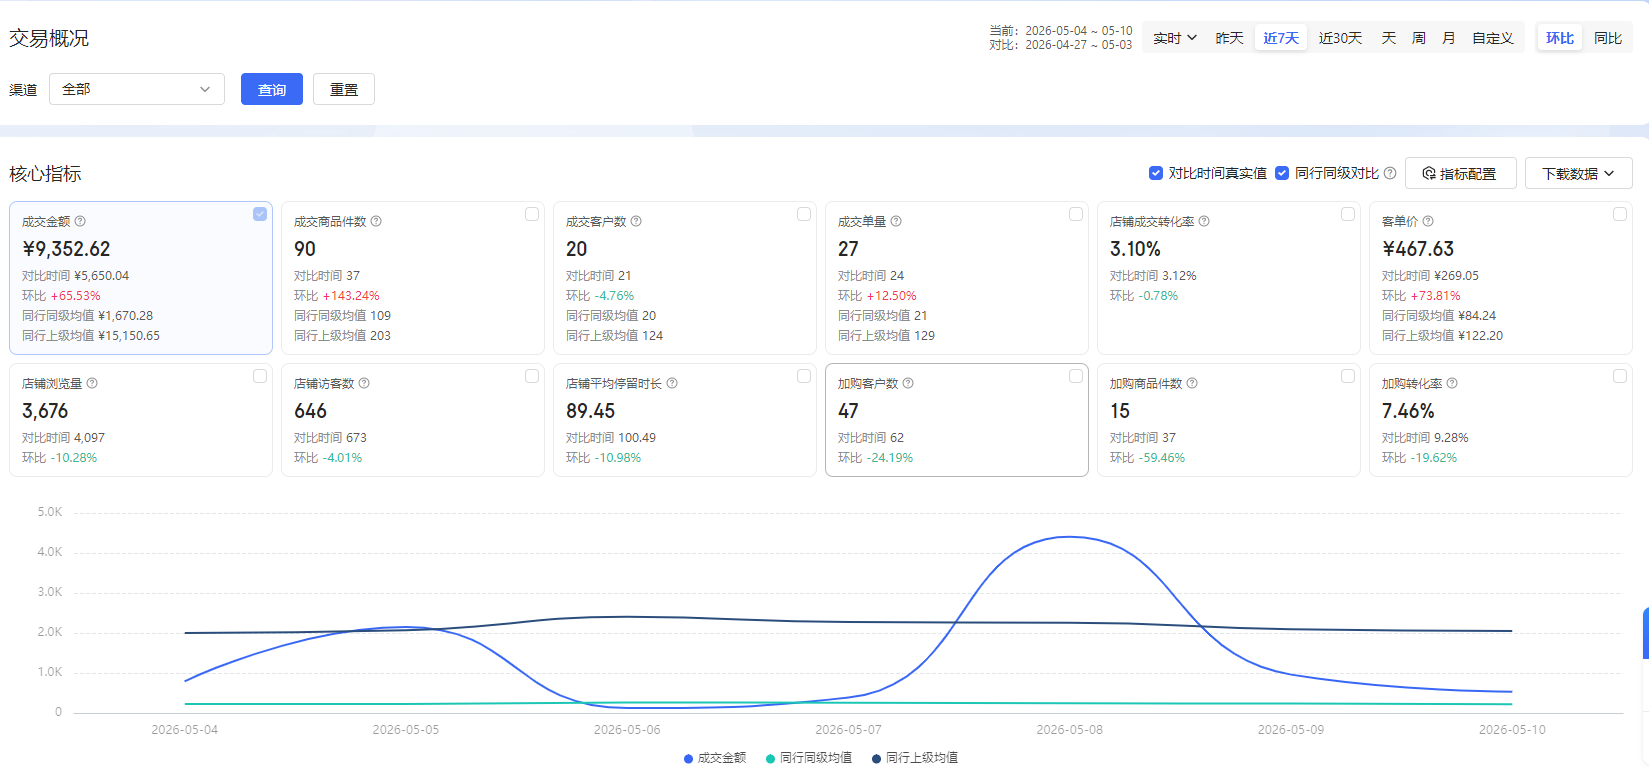 交易概况
当前： 2026-05-04 ~ 05-10
对比： 2026-04-27 ~ 05-03
实时 昨天 近7天 近30天 天 周 月 自定义 环比 同比
渠道 全部 查询 重置
核心指标
对比时间真实值 同行同级对比 指标配置 下载数据
成交金额
¥9,352.62
对比时间 ¥5,650.04
环比 +65.53%
同行同级均值 ¥1,670.28
同行上级均值 ¥15,150.65
成交商品件数
90
对比时间 37
环比 +143.24%
同行同级均值 109
同行上级均值 203
成交客户数
20
对比时间 21
环比 -4.76%
同行同级均值 20
同行上级均值 124
成交单量
27
对比时间 24
环比 +12.50%
同行同级均值 21
同行上级均值 129
店铺成交转化率
3.10%
对比时间 3.12%
环比 -0.78%
客单价
¥467.63
对比时间 ¥269.05
环比 +73.81%
同行同级均值 ¥84.24
同行上级均值 ¥122.20
店铺浏览量
3,676
对比时间 4,097
环比 -10.28%
店铺访客数
646
对比时间 673
环比 -4.01%
店铺平均停留时长
89.45
对比时间 100.49
环比 -10.98%
加购客户数
47
对比时间 62
环比 -24.19%
加购商品件数
15
对比时间 37
环比 -59.46%
加购转化率
7.46%
对比时间 9.28%
环比 -19.62%
5.0K
4.0K
3.0K
2.0K
1.0K
0
2026-05-04 2026-05-05 2026-05-06 2026-05-07 2026-05-08 2026-05-09 2026-05-10
成交金额 同行同级均值 同行上级均值